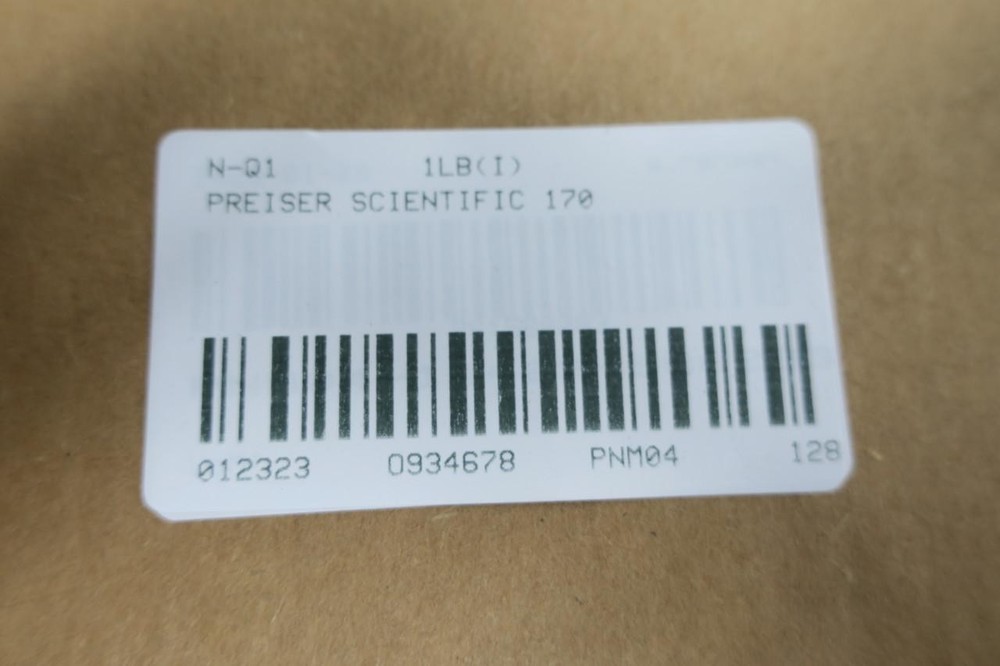 N-Q1 1LB(I)
PREISER SCIENTIFIC 170
012323 0934678 PNM04 128